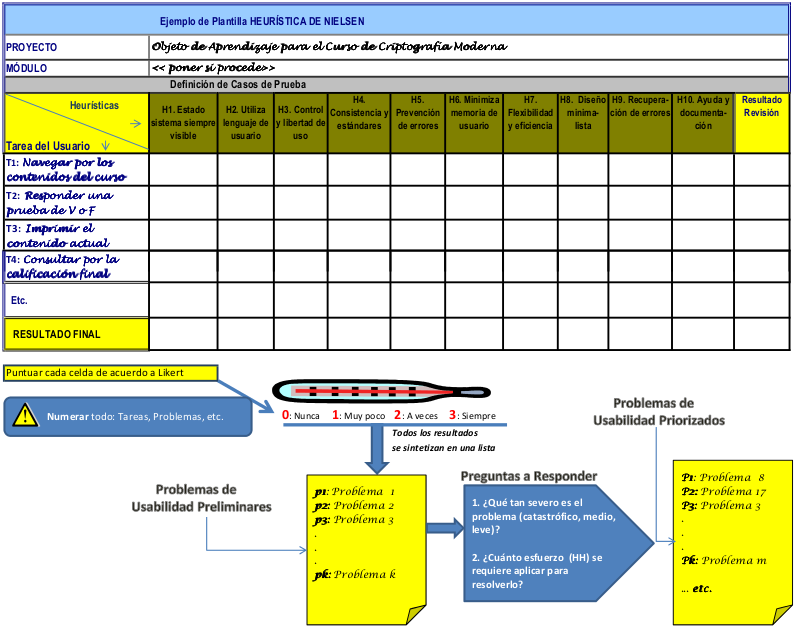 Ejemplo de Plantilla HEURÍSTICA DE NIELSEN
PROYECTO
Objeto de Aprendizaje para el Curso de Criptografía Moderna
MÓDULO
<< poner si procede>>
Definición de Casos de Prueba
Heurísticas
Tarea del Usuario
H1. Estado
sistema siempre
visible
H2. Utiliza
lenguaje de
usuario
H3. Control
y libertad de
uso
H4.
Consistencia y
estándares
H5.
Prevención
de errores
H6. Minimiza
memoria de
usuario
H7.
Flexibilidad
y eficiencia
H8. Diseño
minima-
lista
H9. Recupera-
ción de errores
H10. Ayuda y
documenta-
ción
Resultado
Revisión
T1: Navegar por los
contenidos del curso
T2: Responder una
prueba de V o F
T3: Imprimir el
contenido actual
T4: Consultar por la
calificación final
Etc.
RESULTADO FINAL
Puntuar cada celda de acuerdo a Likert
Numerar todo: Tareas, Problemas, etc.
0: Nunca 1: Muy poco 2: A veces 3: Siempre
Todos los resultados
se sintetizan en una lista
Problemas de
Usabilidad Preliminares
p1: Problema 1
p2: Problema 2
p3: Problema 3
.
.
.
pk: Problema k
Preguntas a Responder
1. ¿Qué tan severo es el
problema (catastrófico, medio,
leve)?
2. ¿Cuánto esfuerzo (HH) se
requiere aplicar para
resolverlo?
Problemas de
Usabilidad Priorizados
P1: Problema 8
P2: Problema 17
P3: Problema 3
.
.
.
Pk: Problema m
... etc.